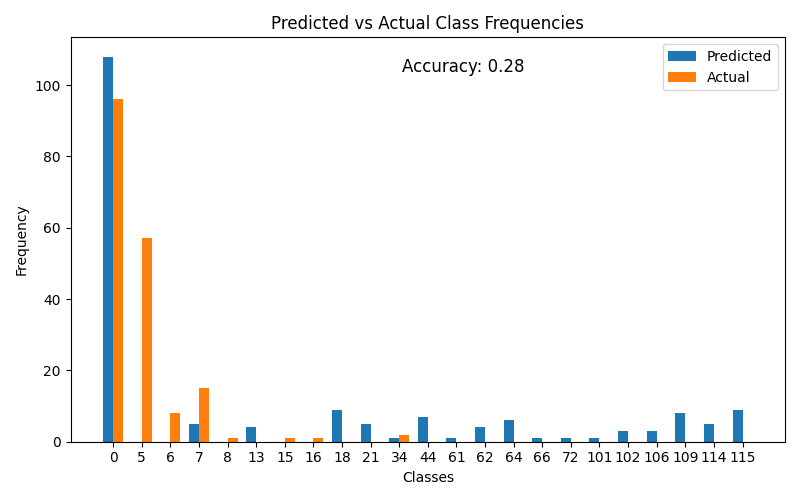 Predicted vs Actual Class Frequencies
Accuracy: 0.28
Predicted
Actual
Frequency
100
80
60
40
20
0
0 5 6 7 8 13 15 16 18 21 34 44 61 62 64 66 72 101 102 106 109 114 115
Classes